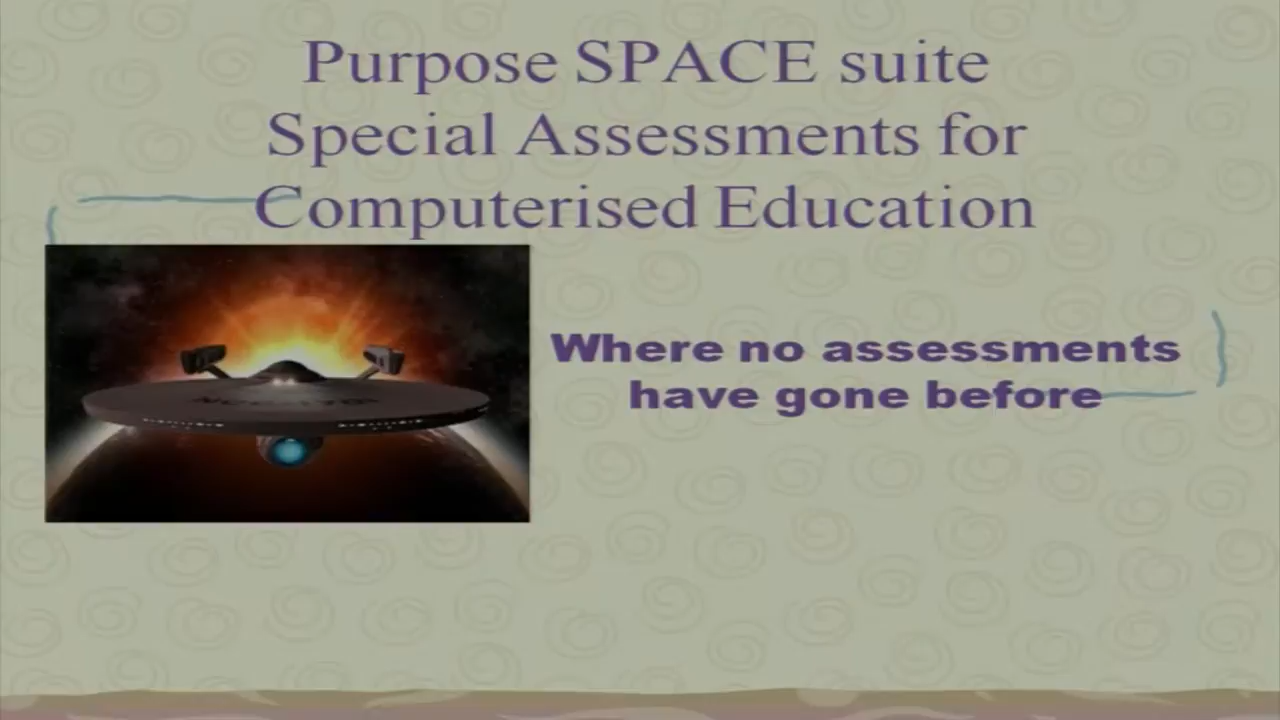 Purpose SPACE suite
Special Assessments for
Computerised Education
Where no assessments
have gone before